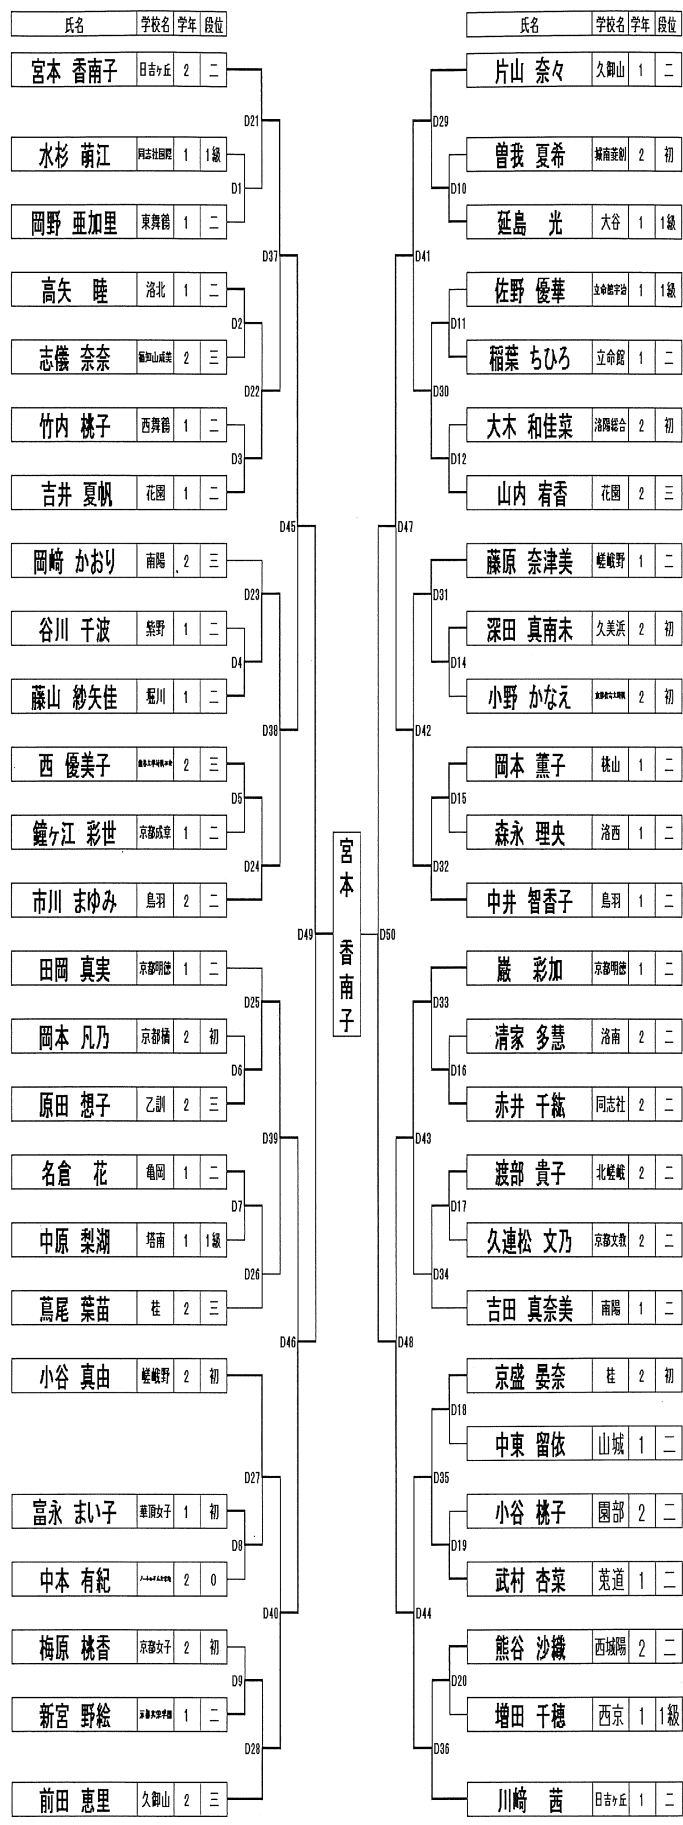 氏名 学校名 学年 段位
宮本 香南子 日吉ヶ丘 2 二
D21
水杉 萌江 同志社国際 1 1級
D1
岡野 亜加里 東舞鶴 1 二
D37
高矢 睦 洛北 1 二
D2
志儀 奈奈 福知山成美 2 三
D22
竹内 桃子 西舞鶴 1 二
D3
吉井 夏帆 花園 1 二
D45
岡﨑 かおり 南陽 2 三
D23
谷川 千波 紫野 1 二
D4
藤山 紗矢佳 堀川 1 二
D38
西 優美子 2 三
D5
鐘ヶ江 彩世 京都成章 1 二
D24
市川 まゆみ 鳥羽 2 二
D49
田岡 真実 京都明徳 1 二
D25
岡本 凡乃 京都橘 2 初
D6
原田 想子 乙訓 2 三
D39
名倉 花 亀岡 1 二
D7
中原 梨湖 塔南 1 1級
D26
蔦尾 葉苗 桂 2 三
D46
小谷 真由 嵯峨野 2 初
D27
富永 まい子 華頂女子 1 初
D8
中本 有紀 2 0
D40
梅原 桃香 京都女子 2 初
D9
新宮 野絵 1 二
D28
前田 恵里 久御山 2 三
宮本 香南子
氏名 学校名 学年 段位
片山 奈々 久御山 1 二
D29
曽我 夏希 城南菱創 2 初
D10
延島 光 大谷 1 1級
D41
佐野 優華 立命館宇治 1 1級
D11
稲葉 ちひろ 立命館 1 二
D30
大木 和佳菜 洛陽総合 2 初
D12
山内 宥香 花園 2 三
D47
藤原 奈津美 嵯峨野 1 二
D31
深田 真南未 久美浜 2 初
D14
小野 かなえ 2 初
D42
岡本 薫子 桃山 1 二
D15
森永 理央 洛西 1 二
D32
中井 智香子 鳥羽 1 二
D50
巌 彩加 京都明徳 1 二
D33
清家 多慧 洛南 2 二
D16
赤井 千紘 同志社 2 二
D43
渡部 貴子 北嵯峨 2 二
D17
久連松 文乃 京都文教 2 二
D34
吉田 真奈美 南陽 1 二
D48
京盛 晏奈 桂 2 初
D18
中東 留依 山城 1 二
D35
小谷 桃子 園部 2 二
D19
武村 杏菜 莵道 1 二
D44
熊谷 沙織 西城陽 2 二
D20
増田 千穂 西京 1 1級
D36
川﨑 茜 日吉ヶ丘 1 二